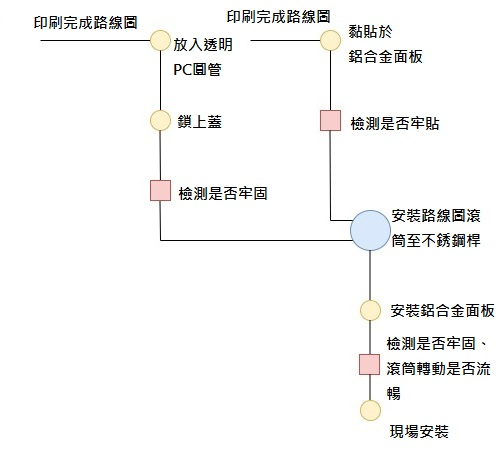 印刷完成路線圖
印刷完成路線圖
放入透明
PC圓管
黏貼於
鋁合金面板
鎖上蓋
檢測是否牢貼
檢測是否牢固
安裝路線圖滾
筒至不銹鋼桿
安裝鋁合金面板
檢測是否牢固、
滾筒轉動是否流
暢
現場安裝